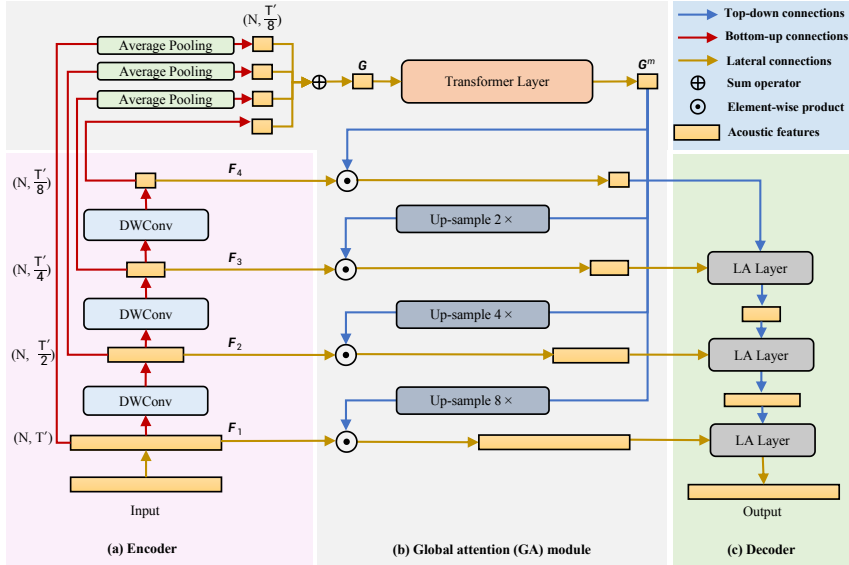 (N, T′/8)
Average Pooling
Average Pooling
Average Pooling
G
Transformer Layer
Gᵐ
Top-down connections
Bottom-up connections
Lateral connections
Sum operator
Element-wise product
Acoustic features
(N, T′/8)
F₄
DWConv
Up-sample 2 ×
(N, T′/4)
F₃
LA Layer
DWConv
Up-sample 4 ×
(N, T′/2)
F₂
LA Layer
DWConv
Up-sample 8 ×
(N, T′)
F₁
LA Layer
Input
Output
(a) Encoder
(b) Global attention (GA) module
(c) Decoder